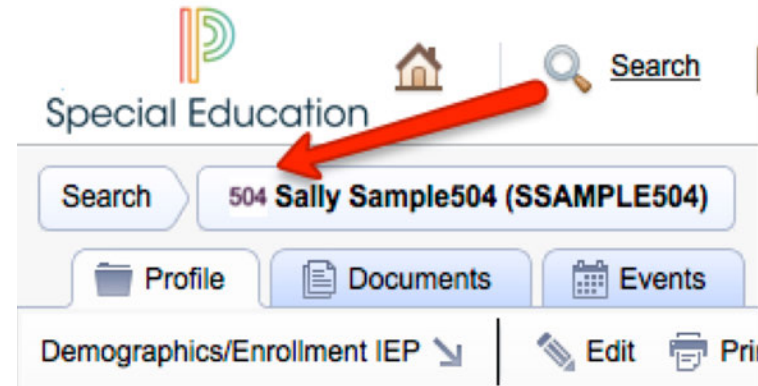 Special Education
Search
Search
504 Sally Sample504 (SSAMPLE504)
Profile
Documents
Events
Demographics/Enrollment IEP
Edit